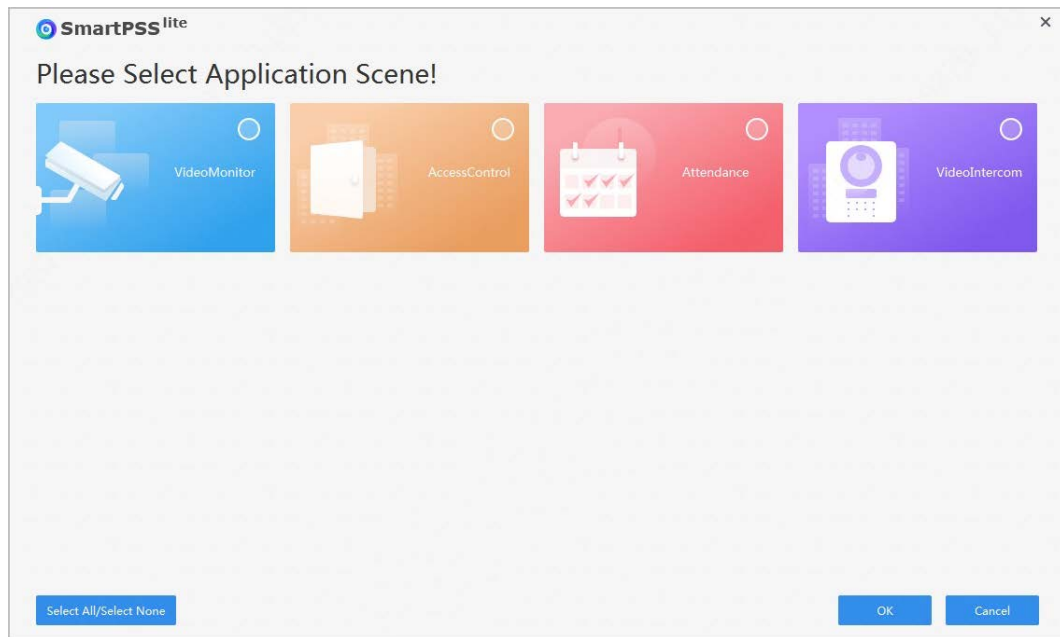 SmartPSS lite
Please Select Application Scene!
VideoMonitor
AccessControl
Attendance
VideoIntercom
Select All/Select None
OK
Cancel